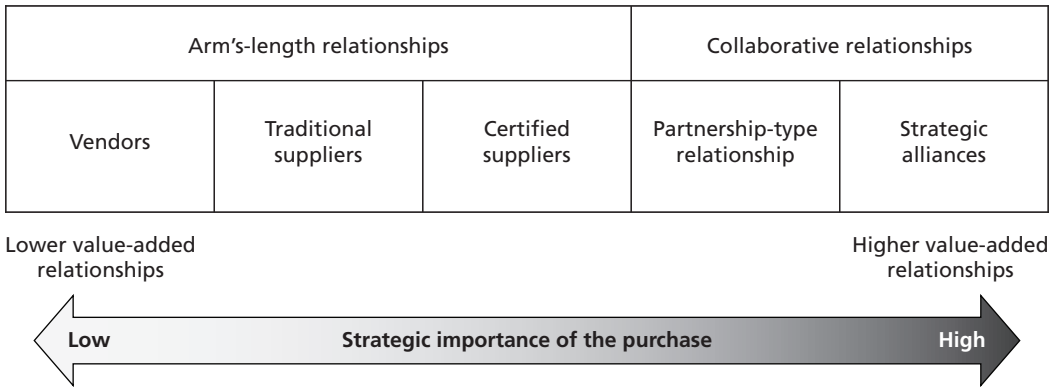 Arm’s-length relationships
Collaborative relationships
Vendors
Traditional
suppliers
Certified
suppliers
Partnership-type
relationship
Strategic
alliances
Lower value-added
relationships
Higher value-added
relationships
Low
Strategic importance of the purchase
High